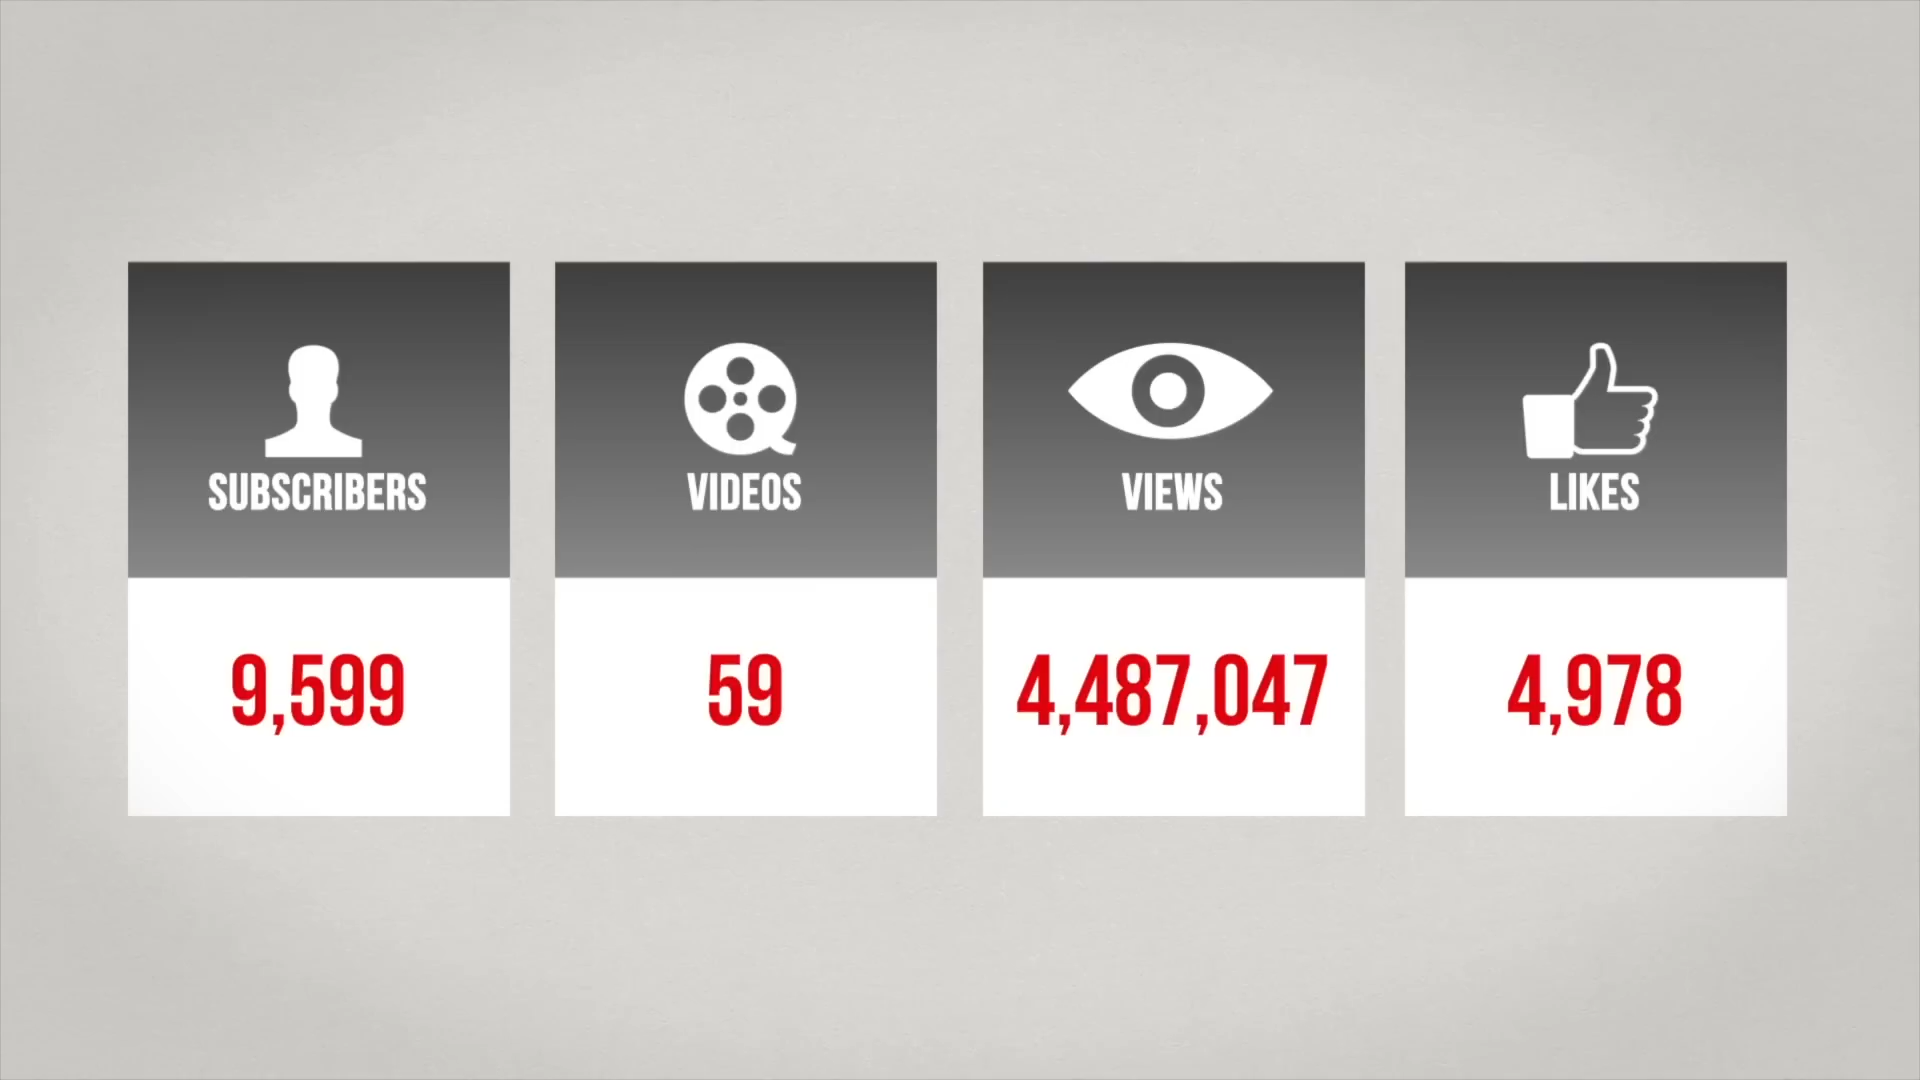 SUBSCRIBERS
VIDEOS
VIEWS
LIKES
9,599
59
4,487,047
4,978